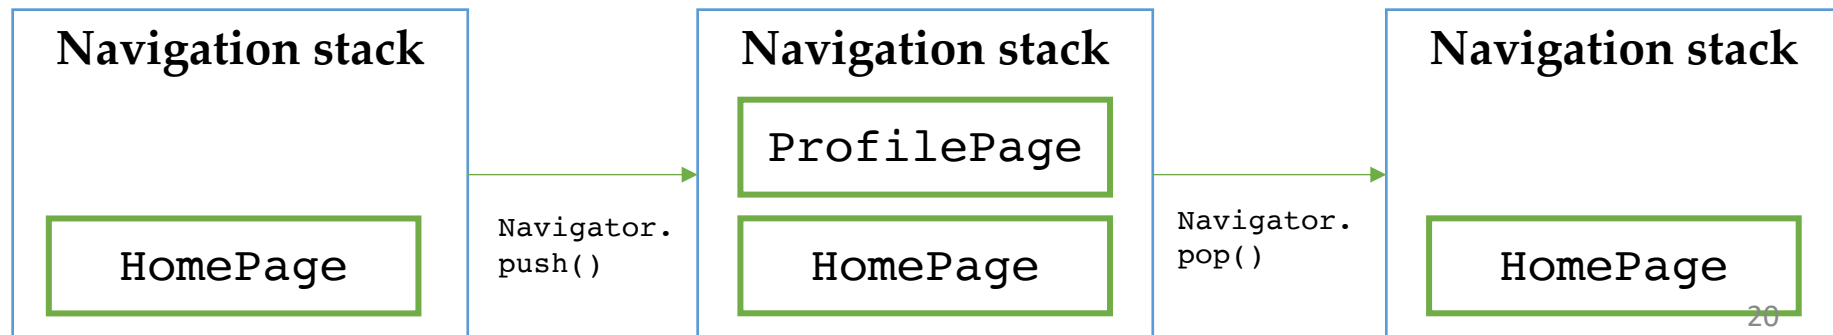 Navigation stack
HomePage
Navigator.
push()
Navigation stack
ProfilePage
HomePage
Navigator.
pop()
Navigation stack
HomePage
20